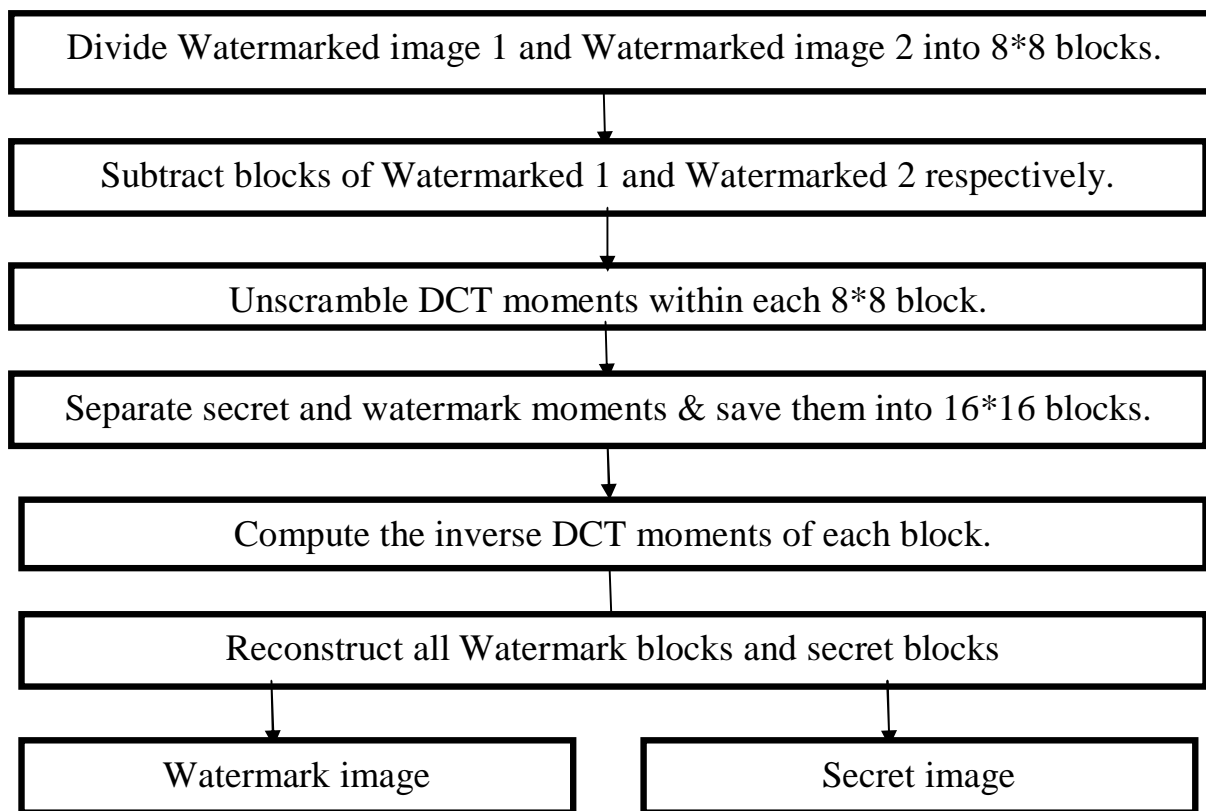 Divide Watermarked image 1 and Watermarked image 2 into 8*8 blocks.
Subtract blocks of Watermarked 1 and Watermarked 2 respectively.
Unscramble DCT moments within each 8*8 block.
Separate secret and watermark moments & save them into 16*16 blocks.
Compute the inverse DCT moments of each block.
Reconstruct all Watermark blocks and secret blocks
Watermark image
Secret image